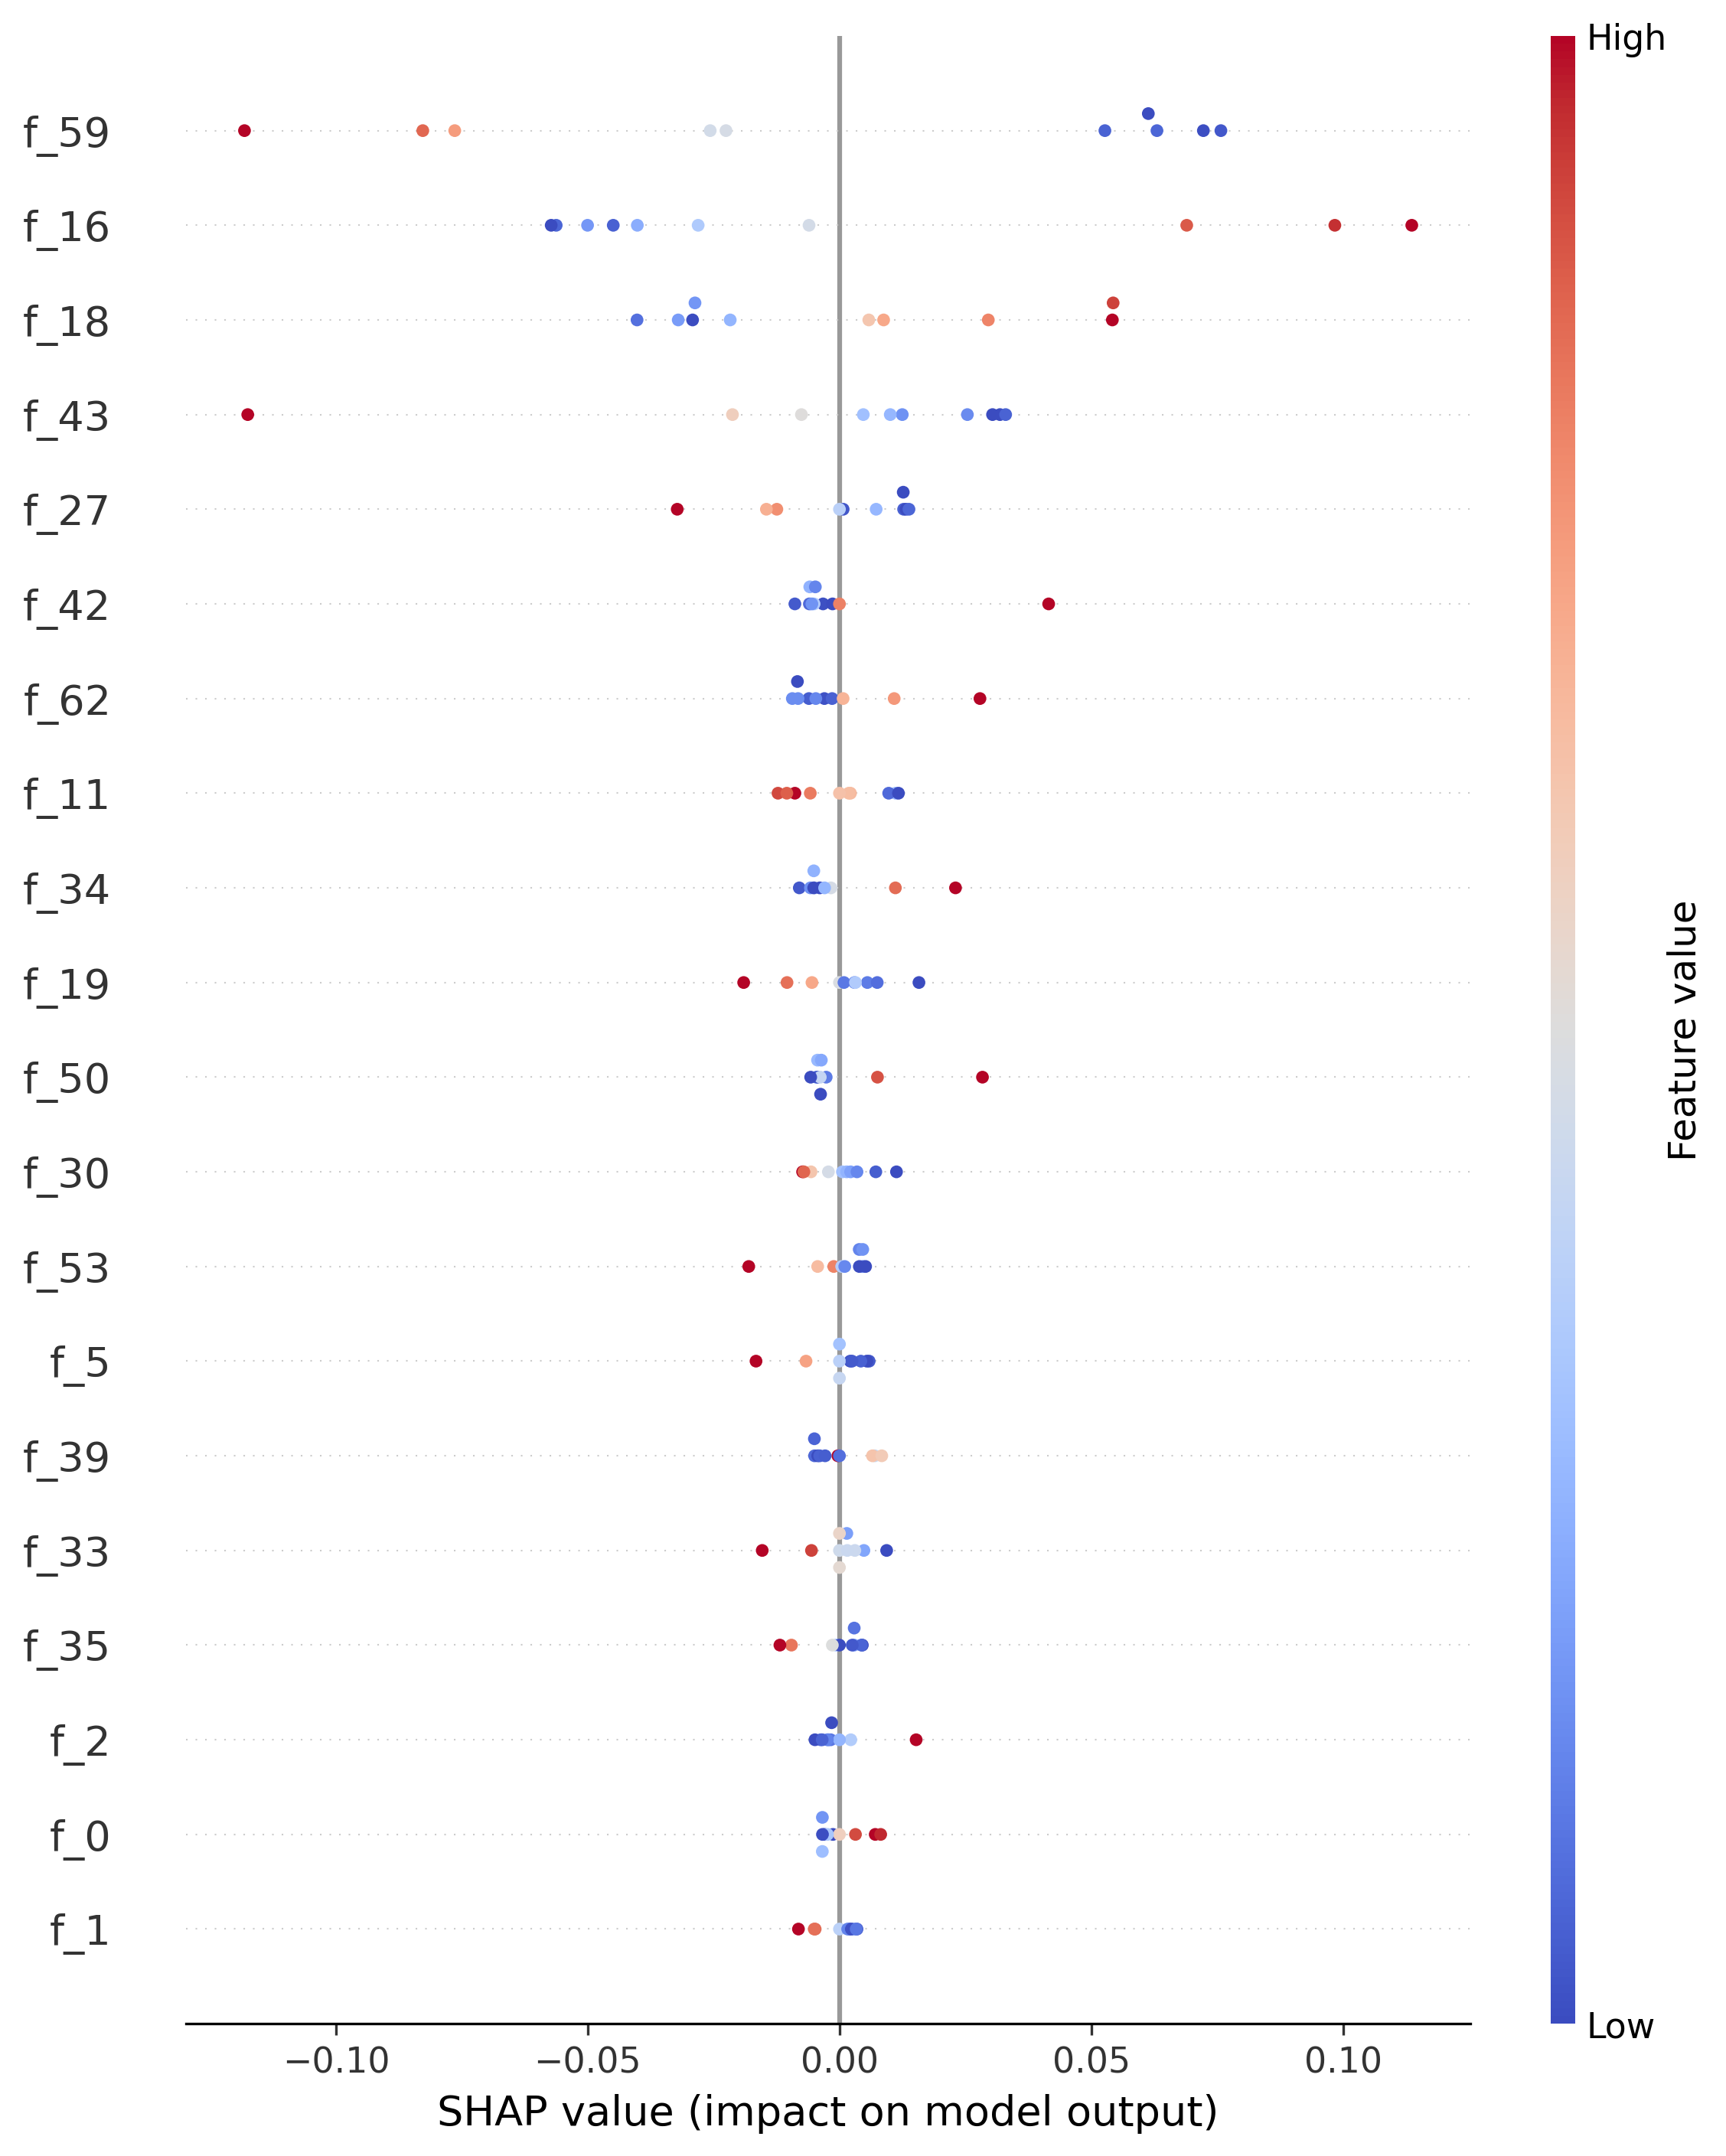 High
f_59
f_16
f_18
f_43
f_27
f_42
f_62
f_11
f_34
f_19
f_50
f_30
f_53
f_5
f_39
f_33
f_35
f_2
f_0
f_1
Feature value
Low
−0.10 −0.05 0.00 0.05 0.10
SHAP value (impact on model output)